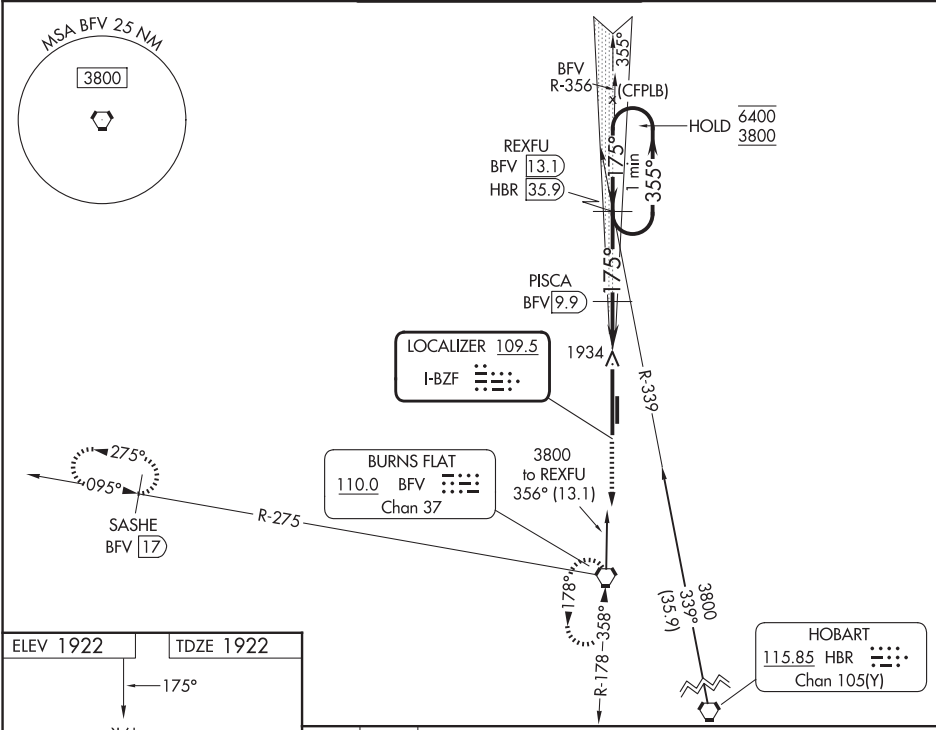 MSA BFV 25 NM
3800
BFV
R-356
(CFPLB)
355°
HOLD 6400
3800
REXFU
BFV 13.1
HBR 35.9
175°
1 min
355°
175°
PISCA
BFV 9.9
LOCALIZER 109.5
I-BZF
1934
R-339
BURNS FLAT
110.0 BFV
Chan 37
3800
to REXFU
356° (13.1)
275°
095°
SASHE
BFV 17
R-275
178°
358°
R-178
3800
339°
(35.9)
HOBART
115.85 HBR
Chan 105(Y)
ELEV 1922
TDZE 1922
175°